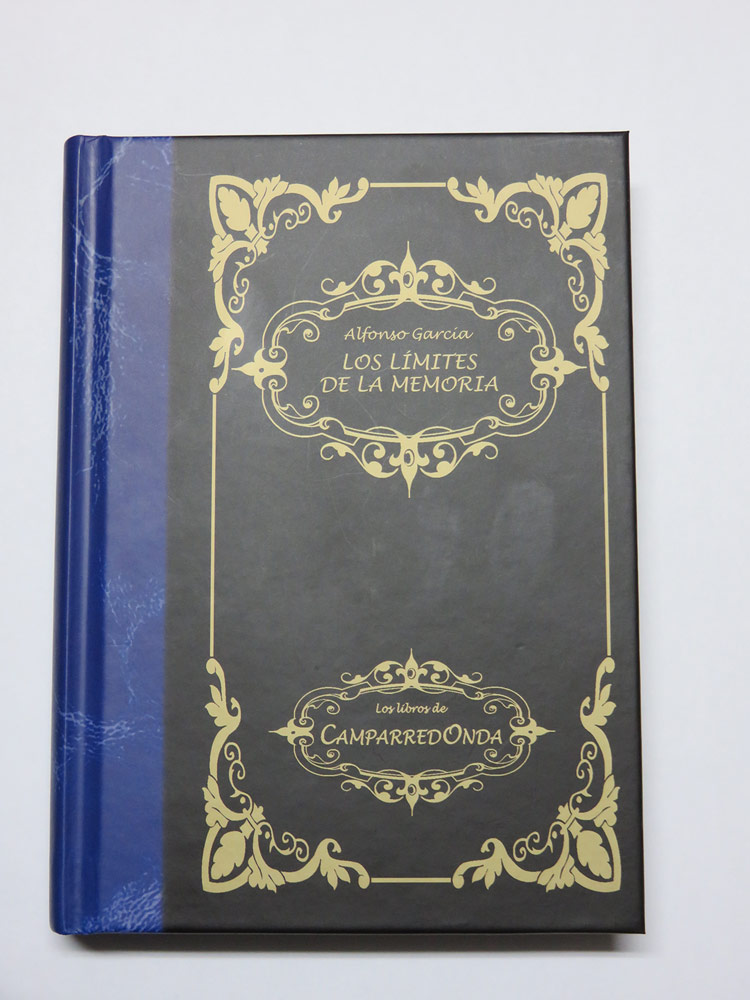 Alfonso García
LOS LÍMITES
DE LA MEMORIA
Los libros de
CAMPARREDONDA